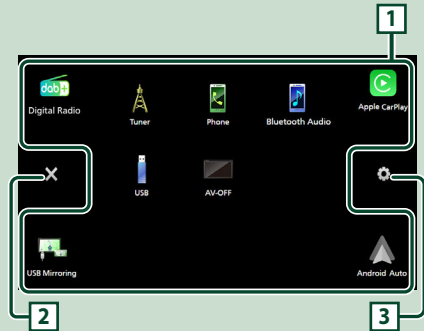 1
dab+
Digital Radio
Tuner
Phone
Bluetooth Audio
Apple CarPlay
USB
AV-OFF
USB Mirroring
Android Auto
2
3